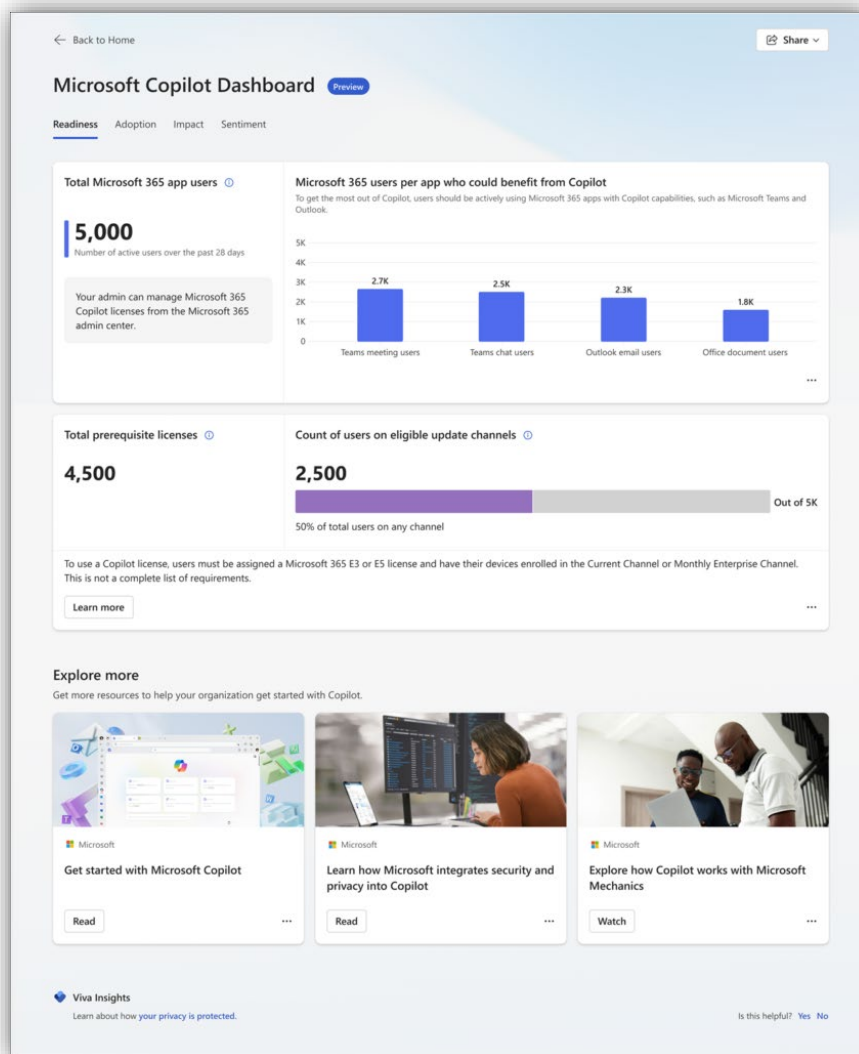 Back to Home
Share
Microsoft Copilot Dashboard
Preview
Readiness
Adoption
Impact
Sentiment
Total Microsoft 365 app users
5,000
Number of active users over the past 28 days
Your admin can manage Microsoft 365
Copilot licenses from the Microsoft 365
admin center.
Microsoft 365 users per app who could benefit from Copilot
To get the most out of Copilot, users should be actively using Microsoft 365 apps with Copilot capabilities, such as Microsoft Teams and
Outlook.
5K
4K
3K
2K
1K
0
2.7K
2.5K
2.3K
1.8K
Teams meeting users
Teams chat users
Outlook email users
Office document users
Total prerequisite licenses
4,500
Count of users on eligible update channels
2,500
Out of 5K
50% of total users on any channel
To use a Copilot license, users must be assigned a Microsoft 365 E3 or E5 license and have their devices enrolled in the Current Channel or Monthly Enterprise Channel.
This is not a complete list of requirements.
Learn more
Explore more
Get more resources to help your organization get started with Copilot.
Microsoft
Get started with Microsoft Copilot
Read
Microsoft
Learn how Microsoft integrates security and
privacy into Copilot
Read
Microsoft
Explore how Copilot works with Microsoft
Mechanics
Watch
Viva Insights
Learn about how your privacy is protected.
Is this helpful? Yes No